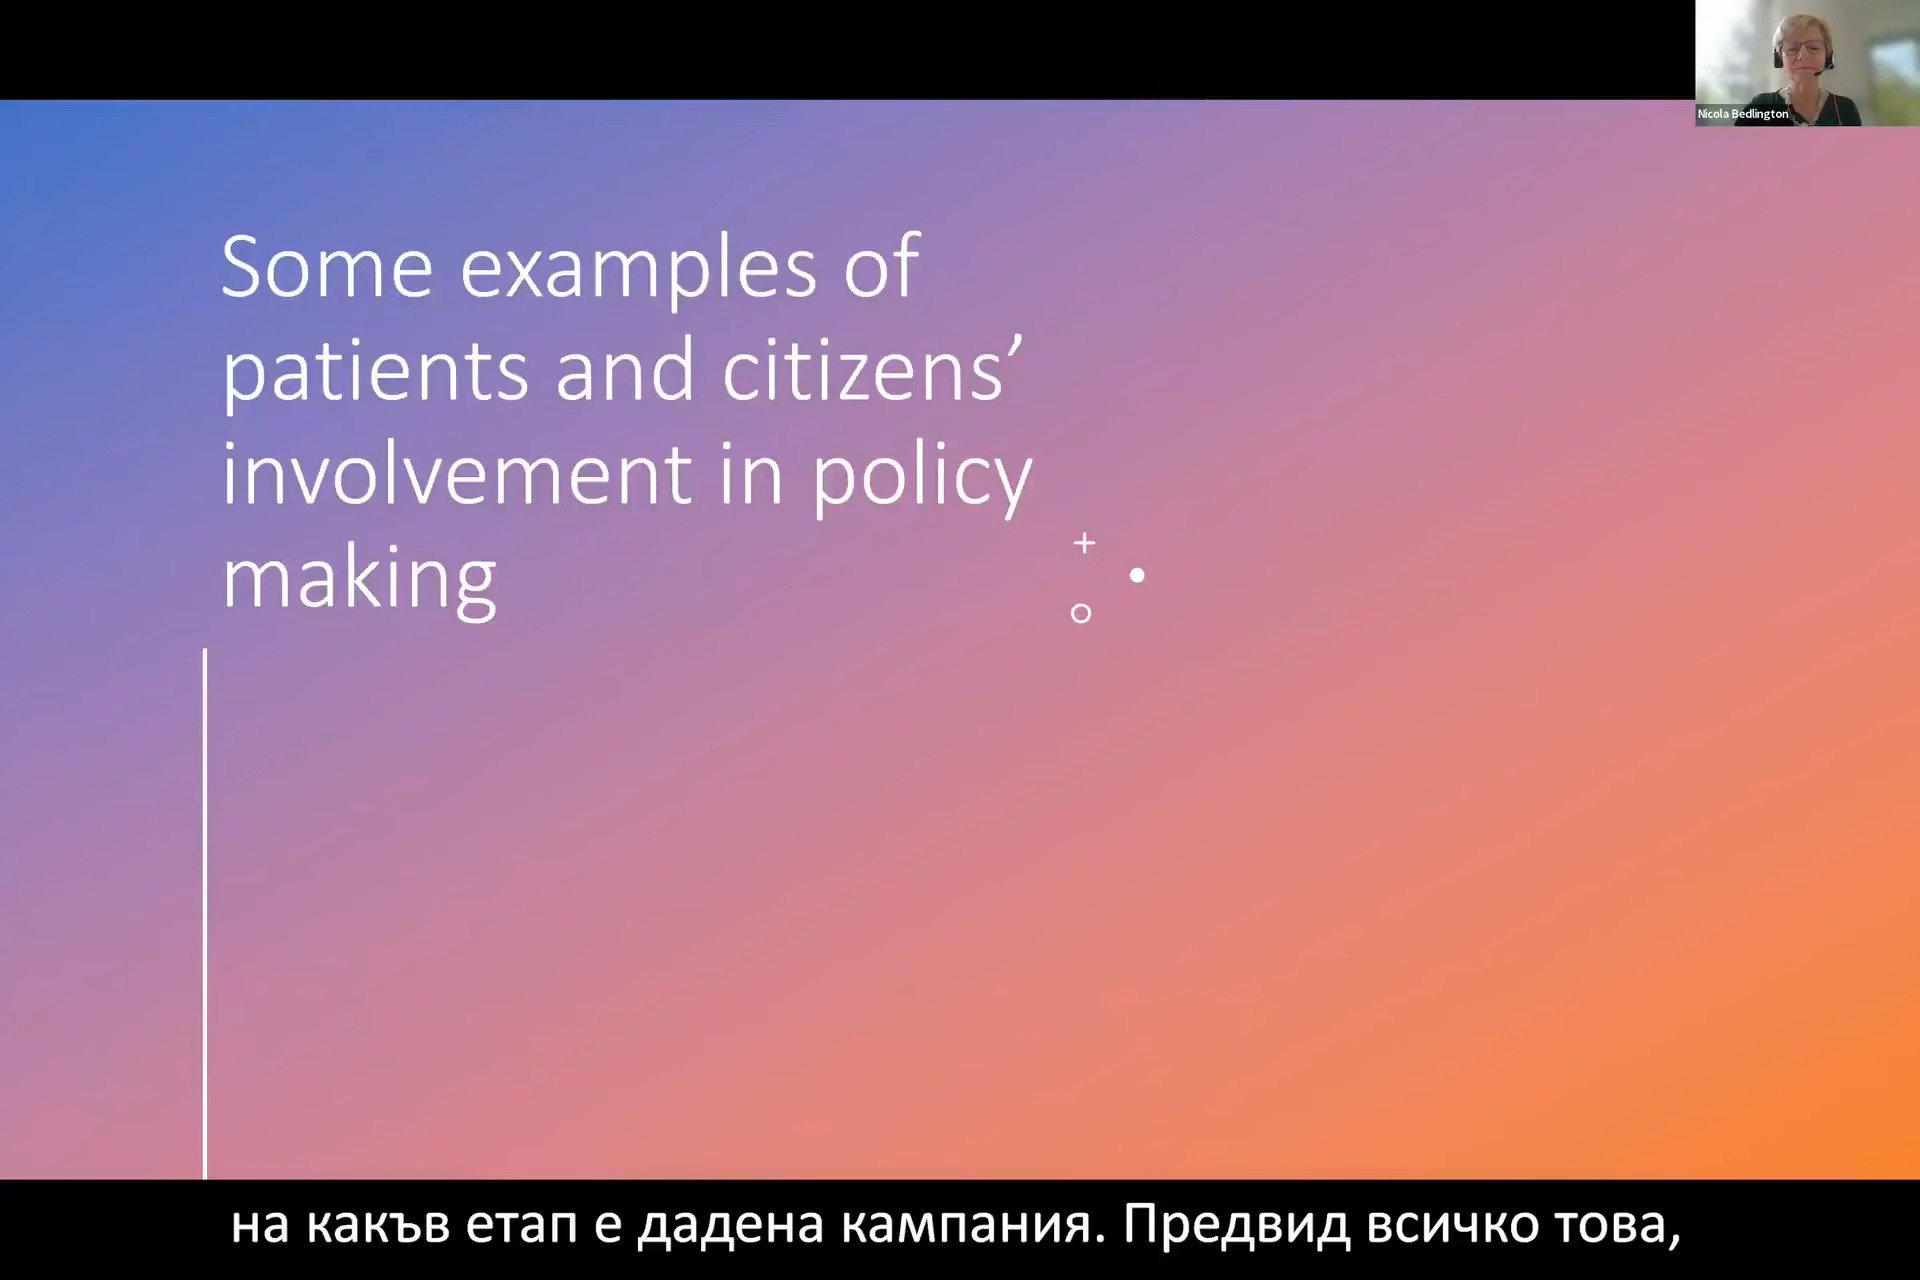 Nicola Bedlington
Some examples of
patients and citizens’
involvement in policy
making
на какъв етап е дадена кампания. Предвид всичко това,